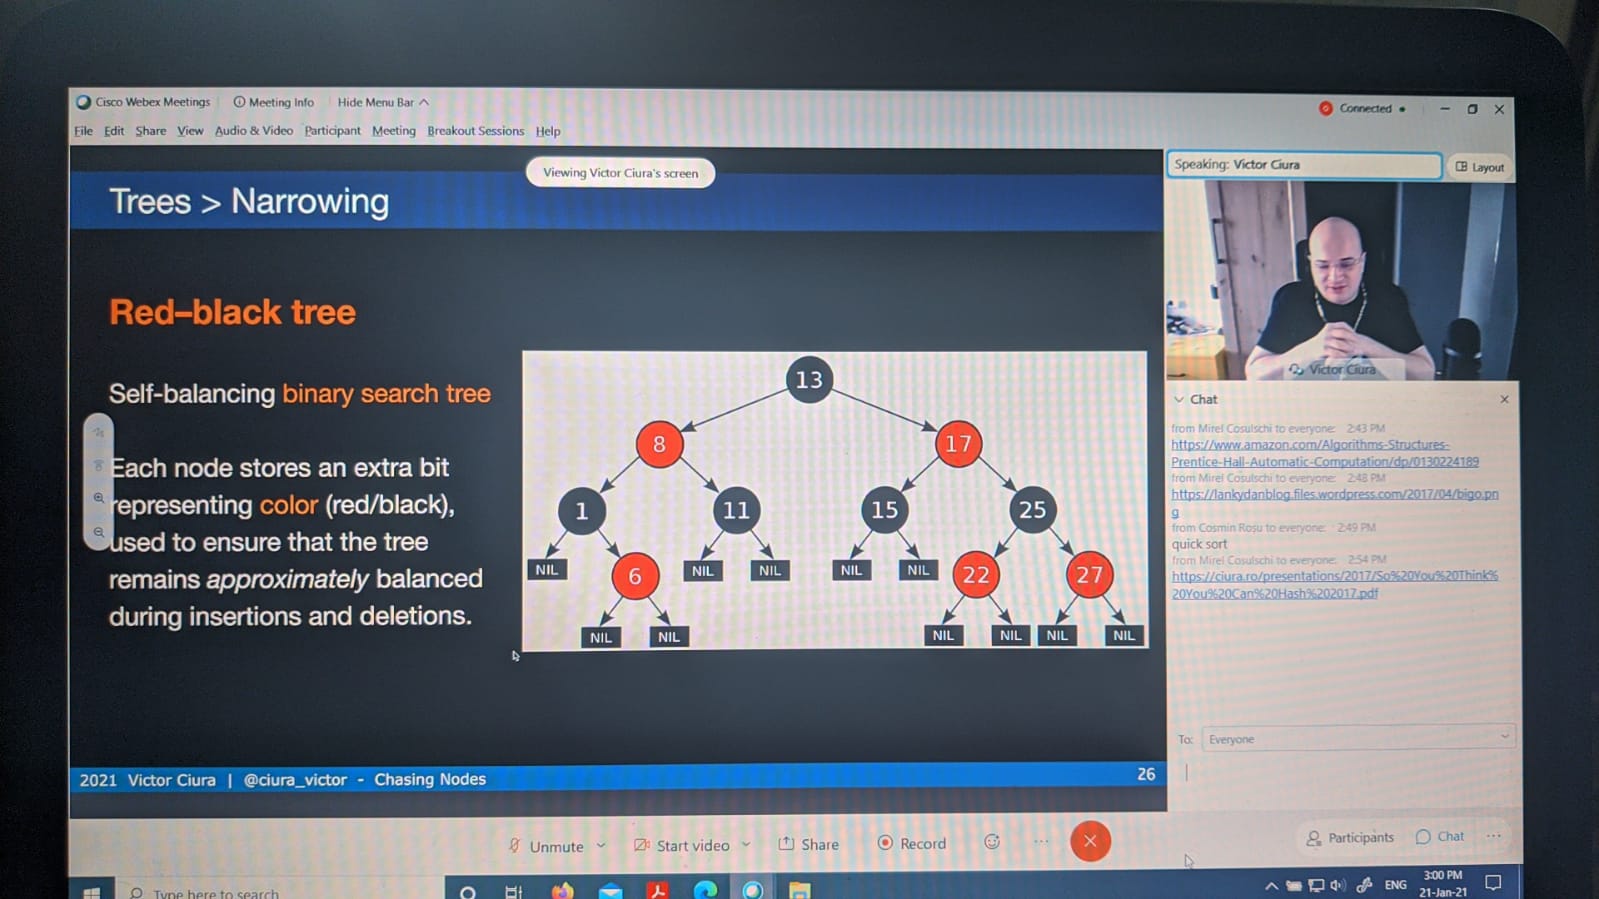 Cisco Webex Meetings
Meeting Info
Hide Menu Bar
Connected
File Edit Share View Audio & Video Participant Meeting Breakout Sessions Help
Viewing Victor Ciura's screen
Trees > Narrowing
Red–black tree
Self-balancing binary search tree
Each node stores an extra bit
representing color (red/black),
used to ensure that the tree
remains approximately balanced
during insertions and deletions.
13
8 17
1 11 15 25
NIL 6 NIL NIL NIL NIL 22 27
NIL NIL NIL NIL NIL NIL
2021 Victor Ciura | @ciura_victor - Chasing Nodes
26
Speaking: Victor Ciura
Layout
Victor Ciura
Chat
from Mirel Cosulschi to everyone: 2:43 PM
https://www.amazon.com/Algorithms-Structures-
Prentice-Hall-Automatic-Computation/dp/0130224189
from Mirel Cosulschi to everyone: 2:48 PM
https://lankydanblog.files.wordpress.com/2017/04/bigo.pn
g
from Cosmin Roșu to everyone: 2:49 PM
quick sort
from Mirel Cosulschi to everyone: 2:54 PM
https://ciura.ro/presentations/2017/So%20You%20Think%
20You%20Can%20Hash%202017.pdf
To: Everyone
Unmute
Start video
Share
Record
Participants
Chat
Type here to search
ENG
3:00 PM
21-Jan-21